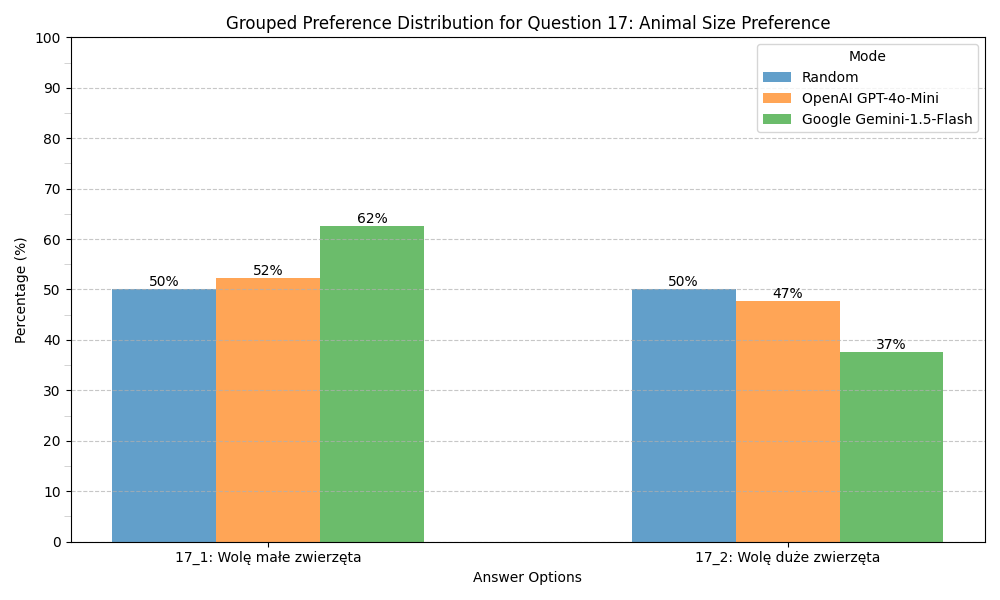 Grouped Preference Distribution for Question 17: Animal Size Preference
Mode
Random
OpenAI GPT-4o-Mini
Google Gemini-1.5-Flash
Percentage (%)
100
90
80
70
60
50
40
30
20
10
0
50%
52%
62%
50%
47%
37%
17_1: Wolę małe zwierzęta
17_2: Wolę duże zwierzęta
Answer Options